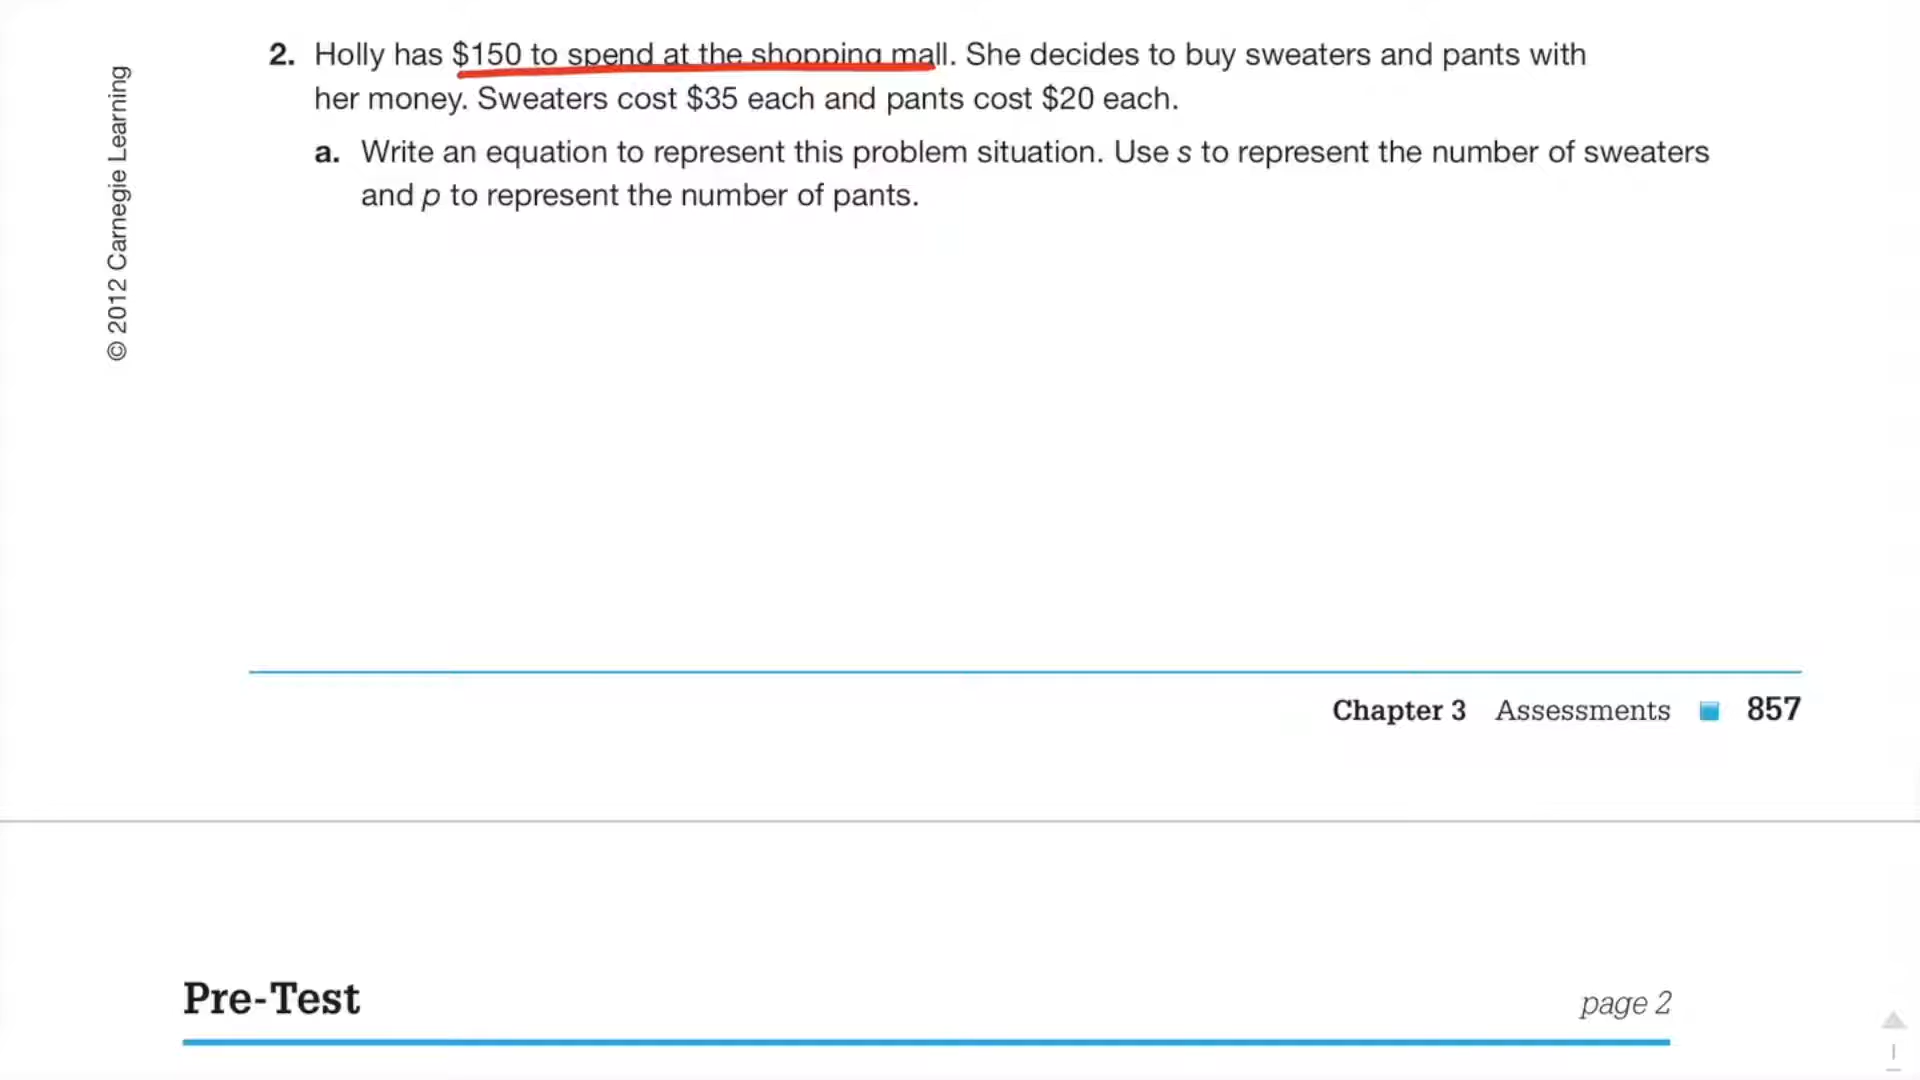 2. Holly has $150 to spend at the shopping mall. She decides to buy sweaters and pants with
her money. Sweaters cost $35 each and pants cost $20 each.
a. Write an equation to represent this problem situation. Use s to represent the number of sweaters
and p to represent the number of pants.
© 2012 Carnegie Learning
Chapter 3 Assessments 857
Pre-Test page 2